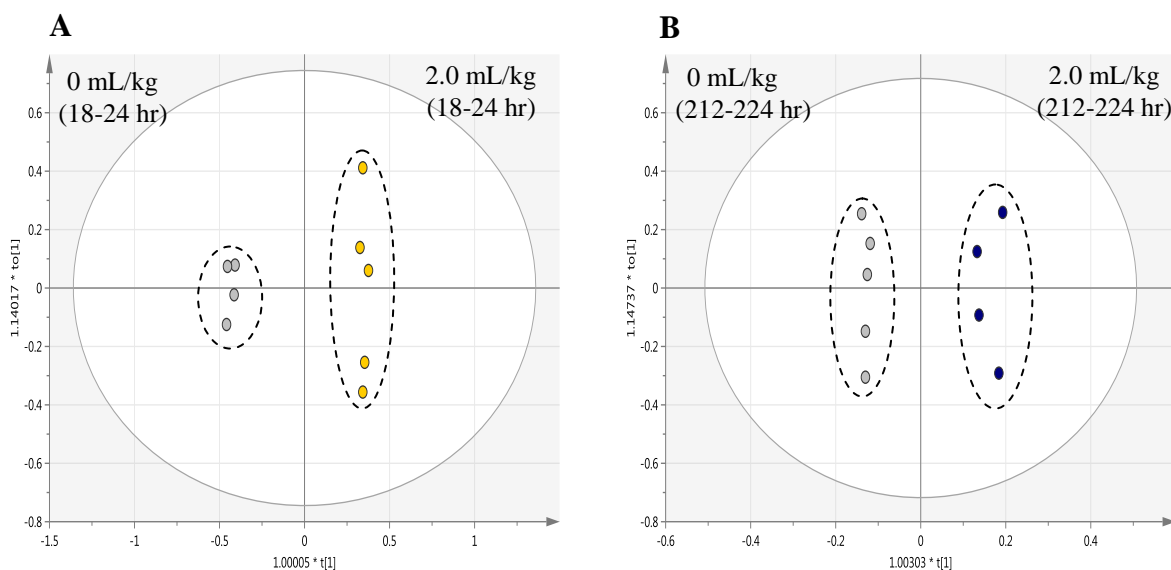 A
0 mL/kg
(18-24 hr)
2.0 mL/kg
(18-24 hr)
0.6
0.4
0.2
0
-0.2
-0.4
-0.6
-0.8
-1.5
-1
-0.5
0
0.5
1
1.14017 * to[1]
1.00005 * t[1]
B
0 mL/kg
(212-224 hr)
2.0 mL/kg
(212-224 hr)
0.6
0.4
0.2
0
-0.2
-0.4
-0.6
-0.8
-0.6
-0.4
-0.2
0
0.2
0.4
1.14737 * to[1]
1.00303 * t[1]